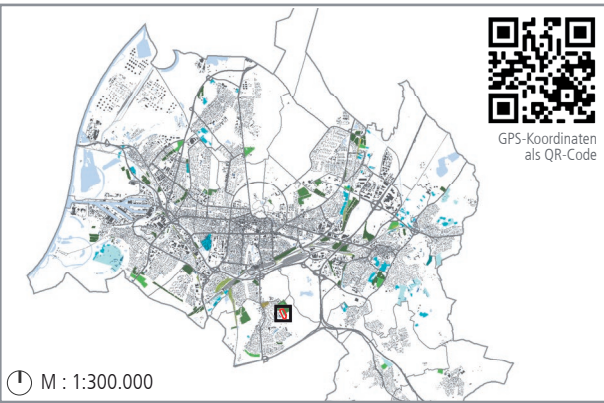 GPS-Koordinaten
als QR-Code
M : 1:300.000